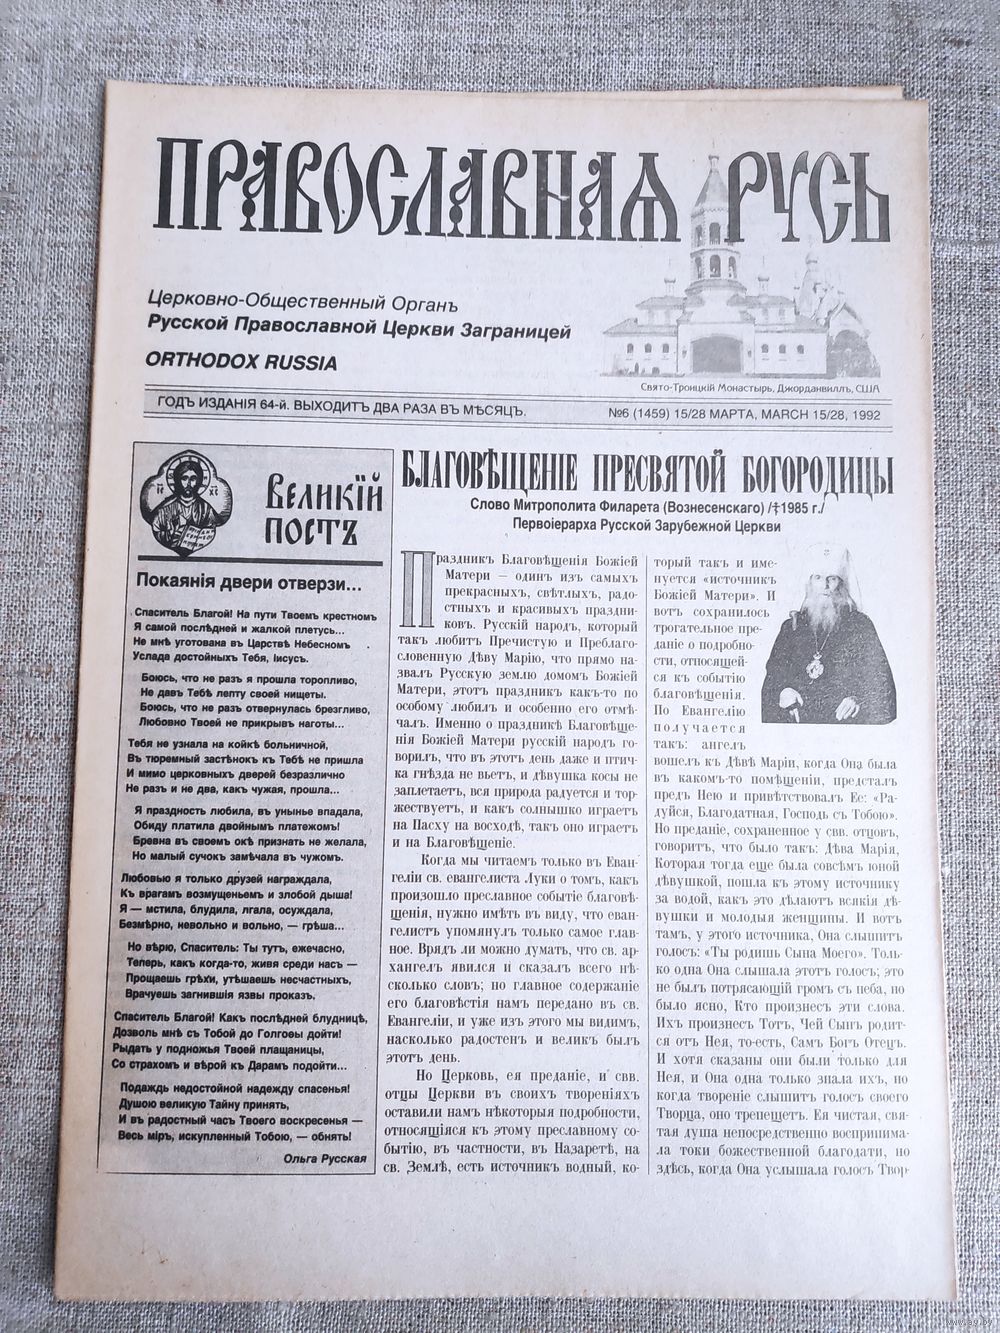 ПРАВОСЛАВНАЯ РУСЬ
Церковно-Общественный Органъ
Русской Православной Церкви Заграницей
ORTHODOX RUSSIA
Свято-Троицкій Монастырь, Джорданвиллъ, США
ГОДЪ ИЗДАНІЯ 64-й. ВЫХОДИТЪ ДВА РАЗА ВЪ МѢСЯЦЪ.
№6 (1459) 15/28 МАРТА, MARCH 15/28, 1992
ВЕЛИКІЙ
ПОСТЪ
Покаянія двери отверзи...
Спаситель Благой! На пути Твоемъ крестномъ
Я самой послѣдней и жалкой плетусь...
Не мнѣ уготована въ Царствѣ Небесномъ
Услада достойныхъ Тебя, Іисусъ.
Боюсь, что не разъ я прошла торопливо,
Не давъ Тебѣ лепту своей нищеты.
Боюсь, что не разъ отвернулась брезгливо,
Любовно Твоей не прикрывъ наготы...
Тебя не узнала на койкѣ больничной,
Въ тюремный застѣнокъ къ Тебѣ не пришла
И мимо церковныхъ дверей безразлично
Не разъ и не два, какъ чужая, прошла...
Я праздность любила, въ унынье впадала,
Обиду платила двойнымъ платежомъ!
Бревна въ своемъ окѣ признать не желала,
Но малый сучокъ замѣчала въ чужомъ.
Любовью я только друзей награждала,
Къ врагамъ возмущеньемъ и злобой дыша!
Я — мстила, блудила, лгала, осуждала,
Безмѣрно, невольно и вольно, — грѣша...
Но вѣрю, Спаситель: Ты тутъ, ежечасно,
Теперь, какъ когда-то, живя среди насъ —
Прощаешь грѣхи, утѣшаешь несчастныхъ,
Врачуешь загнившія язвы проказъ.
Спаситель Благой! Какъ послѣдней блудницѣ,
Дозволь мнѣ съ Тобой до Голгоѳы дойти!
Рыдать у подножья Твоей плащаницы,
Со страхомъ и вѣрой къ Дарамъ подойти...
Подаждь недостойной надежду спасенья!
Душою великую Тайну принять,
И въ радостный часъ Твоего воскресенья —
Весь міръ, искупленный Тобою, — обнять!
Ольга Русская
БЛАГОВѢЩЕНІЕ ПРЕСВЯТОЙ БОГОРОДИЦЫ
Слово Митрополита Филарета (Вознесенскаго) /†1985 г./
Первоіерарха Русской Зарубежной Церкви
Праздникъ Благовѣщенія Божіей
Матери — одинъ изъ самыхъ
прекрасныхъ, свѣтлыхъ, радо-
стныхъ и красивыхъ праздни-
ковъ. Русскій народъ, который
такъ любитъ Пречистую и Преблаго-
словенную Дѣву Марію, что прямо на-
звалъ Русскую землю домомъ Божіей
Матери, этотъ праздникъ какъ-то по
особому любилъ и особенно его отмѣ-
чалъ. Именно о праздникѣ Благовѣще-
нія Божіей Матери русскій народъ го-
ворилъ, что въ этотъ день даже и птич-
ка гнѣзда не вьетъ, и дѣвушка косы не
заплетаетъ, вся природа радуется и тор-
жествуетъ, и какъ солнышко играетъ
на Пасху на восходѣ, такъ оно играетъ
и на Благовѣщеніе.
Когда мы читаемъ только въ Еван-
геліи св. евангелиста Луки о томъ, какъ
произошло преславное событіе благовѣ-
щенія, нужно имѣть въ виду, что еван-
гелистъ упомянулъ только самое глав-
ное. Врядъ ли можно думать, что св. ар-
хангелъ явился и сказалъ всего нѣ-
сколько словъ; но главное содержаніе
его благовѣстія намъ передано въ св.
Евангеліи, и уже изъ этого мы видимъ,
насколько радостенъ и великъ былъ
этотъ день.
Но Церковь, ея преданіе, и свв.
отцы Церкви въ своихъ твореніяхъ
оставили намъ нѣкоторыя подробности,
относящіяся къ этому преславному со-
бытію, въ частности, въ Назаретѣ, на
св. Землѣ, есть источникъ водный, ко-
торый такъ и име-
нуется «источникъ
Божіей Матери». И
вотъ сохранилось
трогательное пре-
даніе о подробно-
сти, относящей-
ся къ событію
благовѣщенія.
По Евангелію
получается
такъ: ангелъ
вошелъ къ Дѣвѣ Маріи, когда Она была
въ какомъ-то помѣщеніи, предсталъ
предъ Нею и привѣтствовалъ Ее: «Ра-
дуйся, Благодатная, Господь съ Тобою».
Но преданіе, сохраненное у свв. отцовъ,
говоритъ, что было такъ: Дѣва Марія,
Которая тогда еще была совсѣмъ юной
дѣвушкой, пошла къ этому источнику
за водой, какъ это дѣлаютъ всякія дѣ-
вушки и молодыя женщины. И вотъ
тамъ, у этого источника, Она слышитъ
голосъ: «Ты родишь Сына Моего». Толь-
ко одна Она слышала этотъ голосъ; это
не былъ потрясающій громъ съ неба, но
было ясно, Кто произнесъ эти слова.
Ихъ произнесъ Тотъ, Чей Сынъ родит-
ся отъ Нея, то-есть, Самъ Богъ Отецъ.
И хотя сказаны они были только для
Нея, и Она одна только знала ихъ, но
когда твореніе слышитъ голосъ своего
Творца, оно трепещетъ. Ея чистая, свя-
тая душа непосредственно воспринима-
ла токи божественной благодати, но
здѣсь, когда Она услышала голосъ Твор-